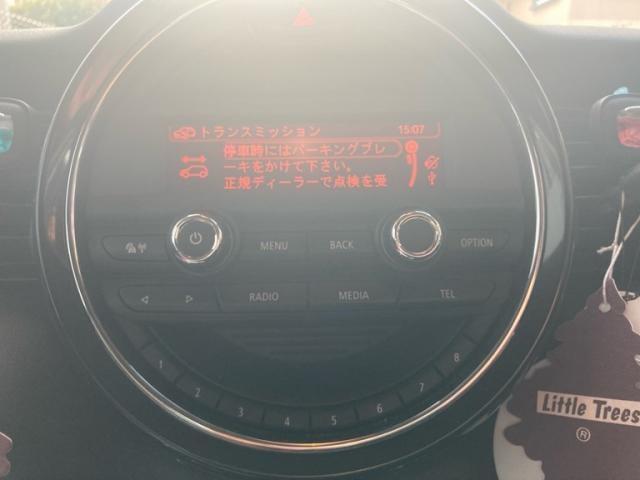 トランスミッション 15:07
停車時にはパーキングブレ
ーキをかけて下さい。
正規ディーラーで点検を受
MENU BACK OPTION
RADIO MEDIA TEL
1 2 3 4 5 6 7 8
Little Trees
®